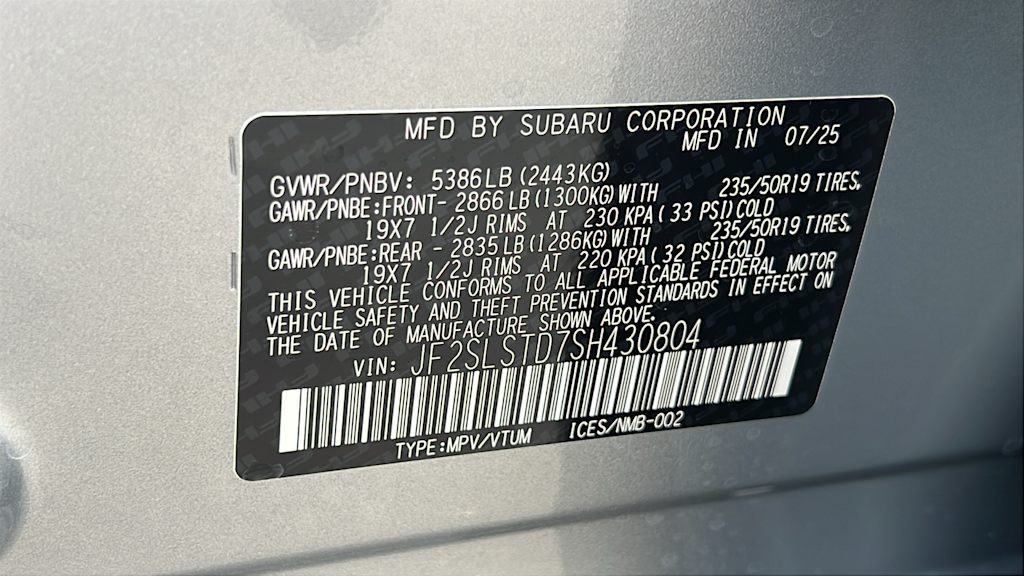 MFD BY SUBARU CORPORATION
MFD IN 07/25
GVWR/PNBV: 5386LB (2443KG)
GAWR/PNBE:FRONT- 2866LB(1300KG)WITH 235/50R19 TIRES,
19X7 1/2J RIMS AT 230 KPA( 33 PSI)COLD
GAWR/PNBE:REAR - 2835LB(1286KG)WITH 235/50R19 TIRES,
19X7 1/2J RIMS AT 220 KPA( 32 PSI)COLD
THIS VEHICLE CONFORMS TO ALL APPLICABLE FEDERAL MOTOR
VEHICLE SAFETY AND THEFT PREVENTION STANDARDS IN EFFECT ON
THE DATE OF MANUFACTURE SHOWN ABOVE.
VIN: JF2SLSTD7SH430804
TYPE:MPV/VTUM ICES/NMB-002